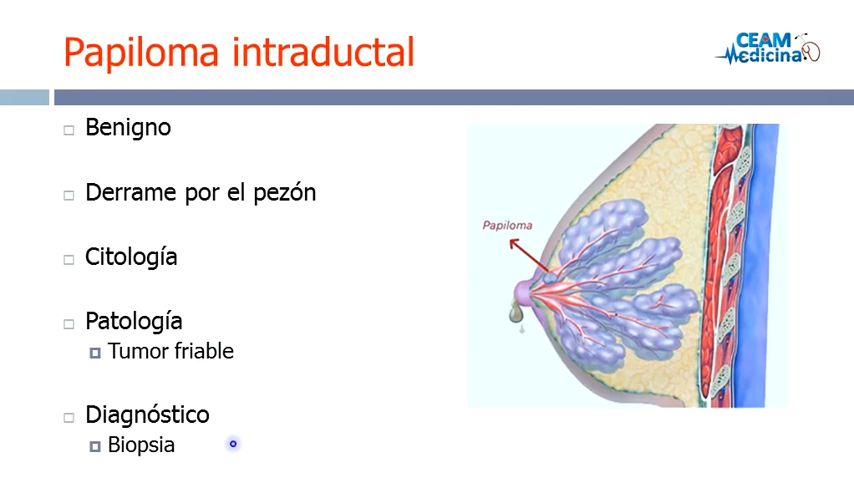 Papiloma intraductal
CEAM
Medicina
Benigno
Derrame por el pezón
Citología
Patología
Tumor friable
Diagnóstico
Biopsia
Papiloma